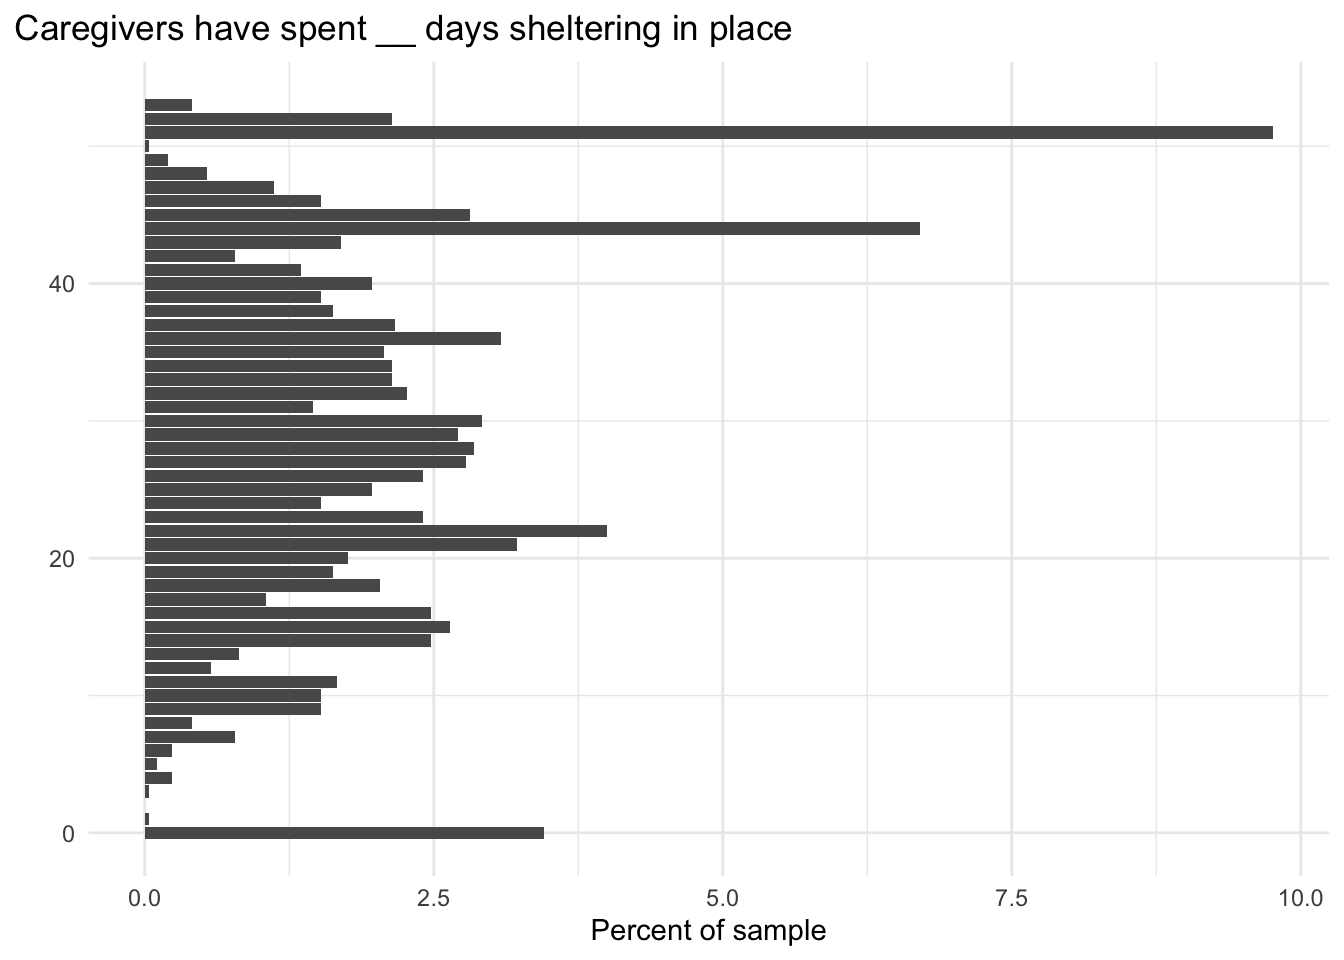 Caregivers have spent __ days sheltering in place
40
20
0
0.0 2.5 5.0 7.5 10.0
Percent of sample